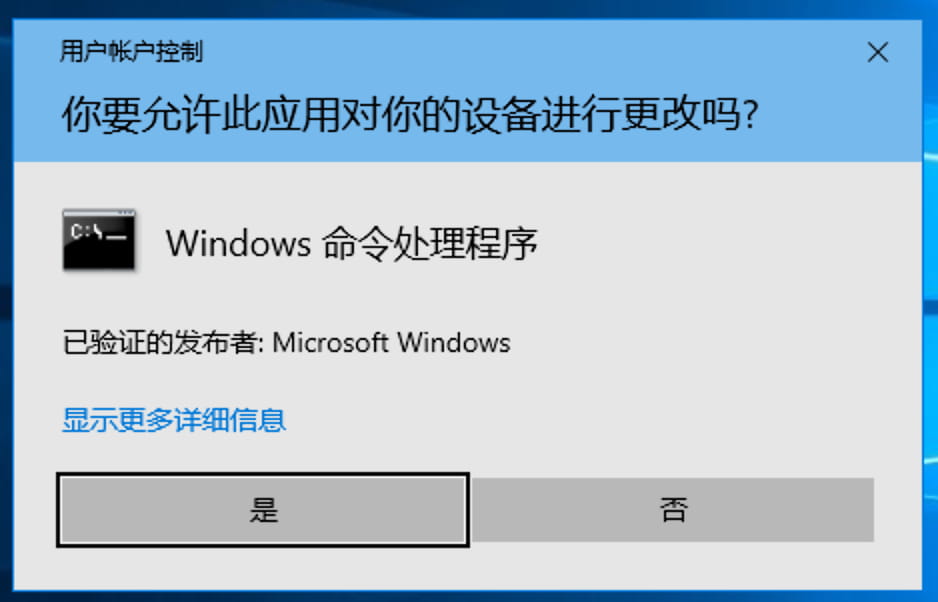 用户帐户控制
你要允许此应用对你的设备进行更改吗?
C:\_
Windows 命令处理程序
已验证的发布者: Microsoft Windows
显示更多详细信息
是
否